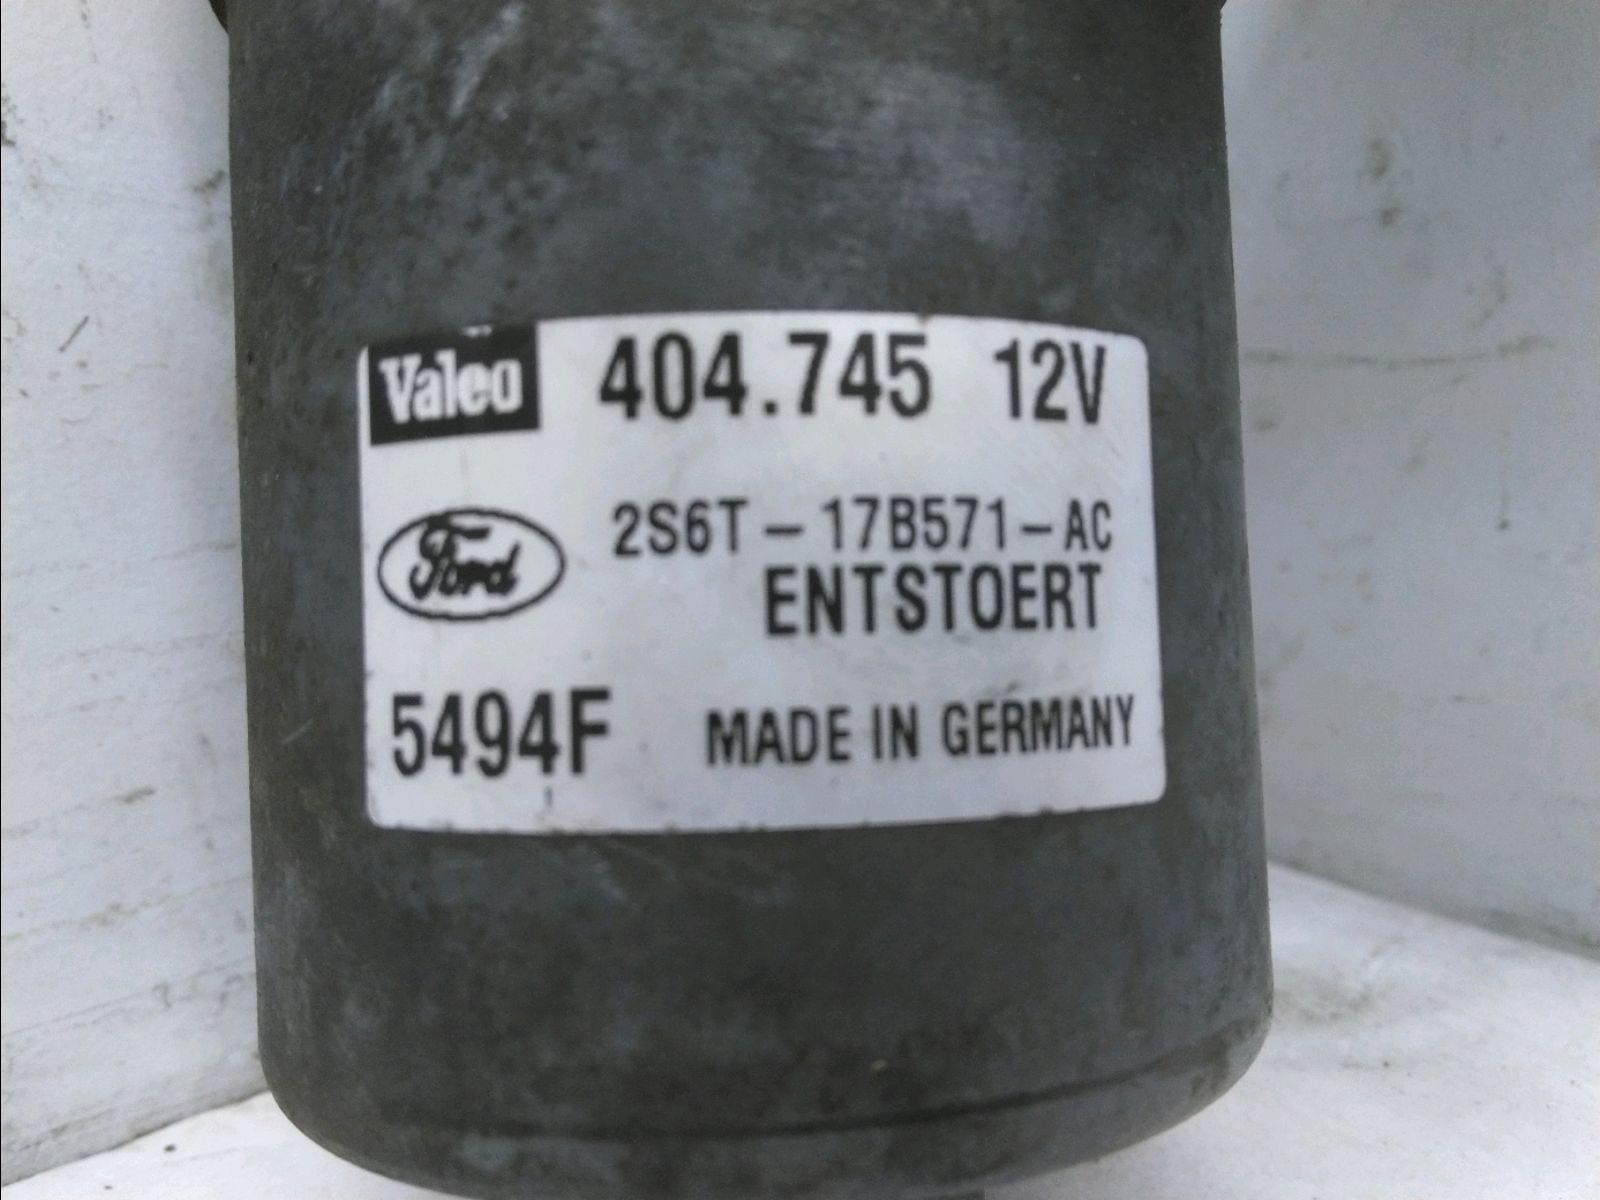 Valeo 404.745 12V
Ford 2S6T-17B571-AC
ENTSTOERT
5494F MADE IN GERMANY